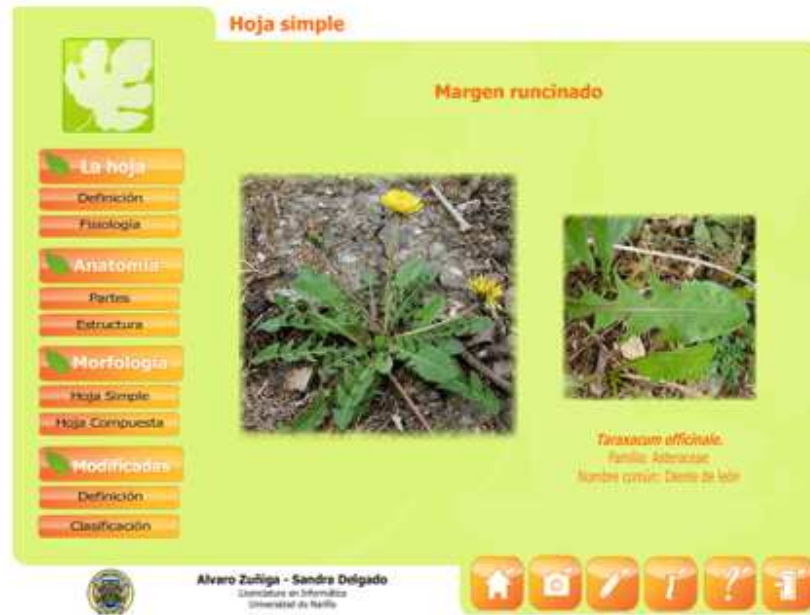 Hoja simple
Margen runcinado
La hoja
Definición
Fisiología
Anatomía
Partes
Estructura
Morfología
Hoja Simple
Hoja Compuesta
Modificadas
Definición
Clasificación
Taraxacum officinale.
Familia: Asteraceae
Nombre común: Diente de león
Alvaro Zuñiga - Sandra Delgado
Licenciatura en Informática
Universidad de Nariño
i
?